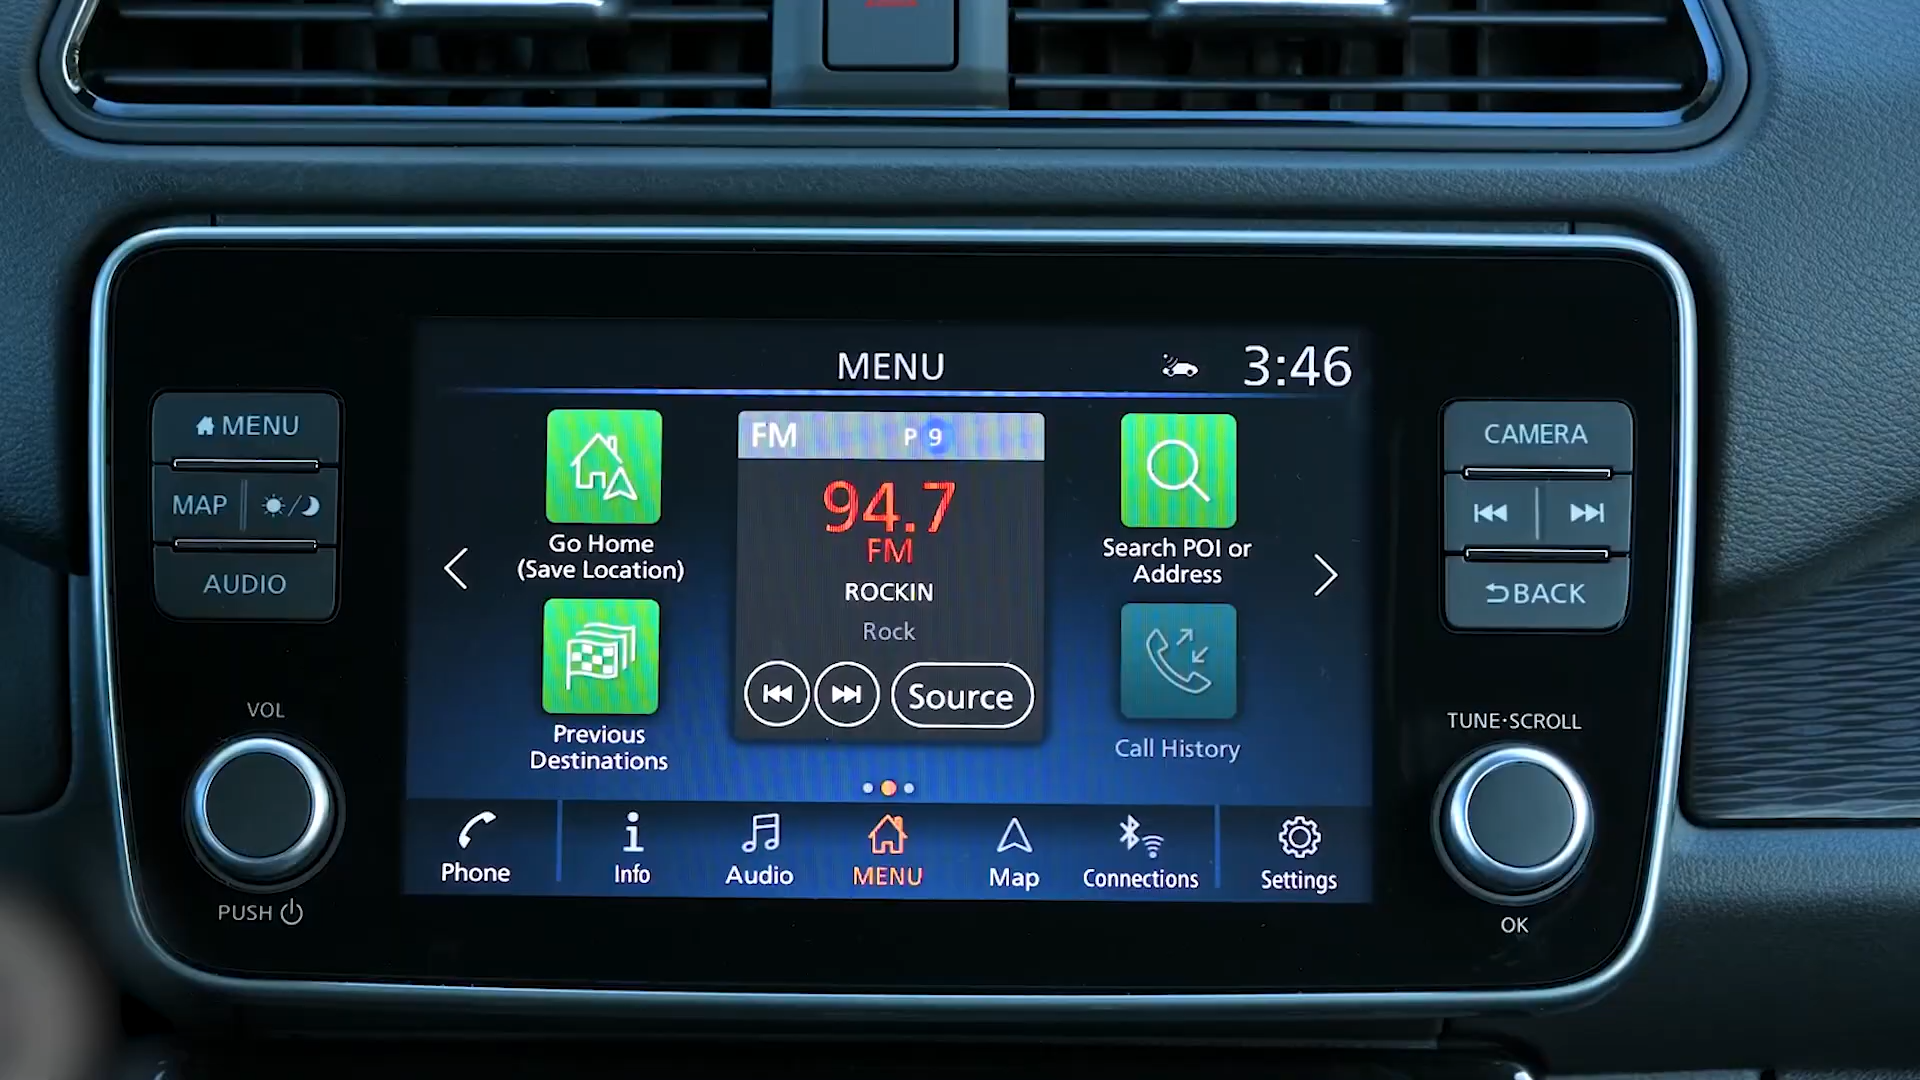 MENU
3:46
MENU
MAP
AUDIO
VOL
PUSH
Go Home
(Save Location)
Previous
Destinations
FM P 9
94.7
FM
ROCKIN
Rock
Source
Search POI or
Address
Call History
Phone
Info
Audio
MENU
Map
Connections
Settings
CAMERA
BACK
TUNE·SCROLL
OK